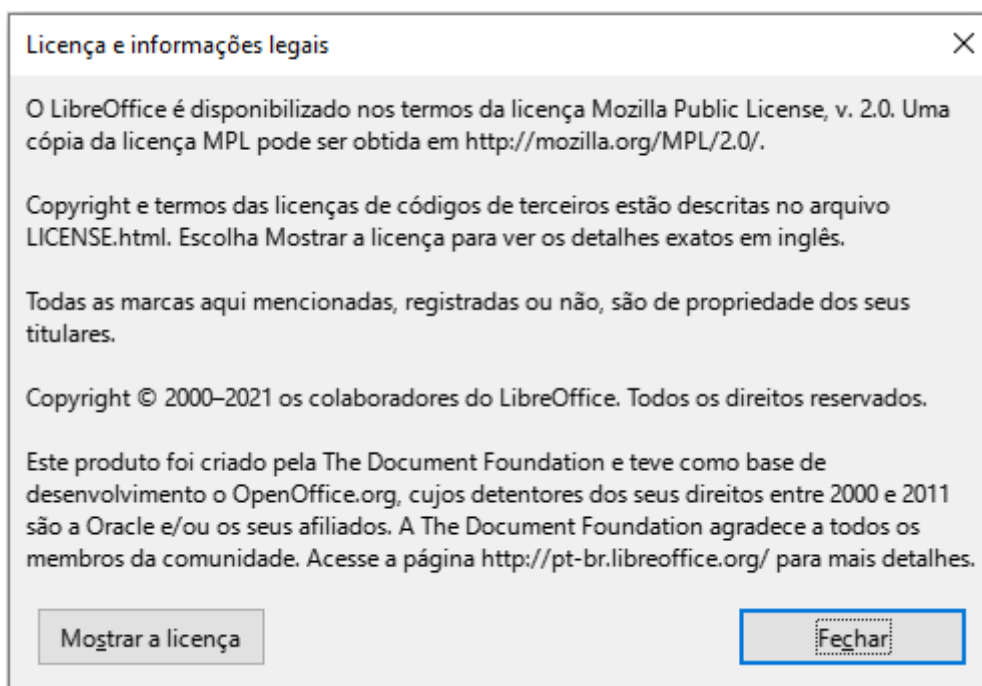 Licença e informações legais
O LibreOffice é disponibilizado nos termos da licença Mozilla Public License, v. 2.0. Uma
cópia da licença MPL pode ser obtida em http://mozilla.org/MPL/2.0/.
Copyright e termos das licenças de códigos de terceiros estão descritas no arquivo
LICENSE.html. Escolha Mostrar a licença para ver os detalhes exatos em inglês.
Todas as marcas aqui mencionadas, registradas ou não, são de propriedade dos seus
titulares.
Copyright © 2000–2021 os colaboradores do LibreOffice. Todos os direitos reservados.
Este produto foi criado pela The Document Foundation e teve como base de
desenvolvimento o OpenOffice.org, cujos detentores dos seus direitos entre 2000 e 2011
são a Oracle e/ou os seus afiliados. A The Document Foundation agradece a todos os
membros da comunidade. Acesse a página http://pt-br.libreoffice.org/ para mais detalhes.
Mostrar a licença
Fechar